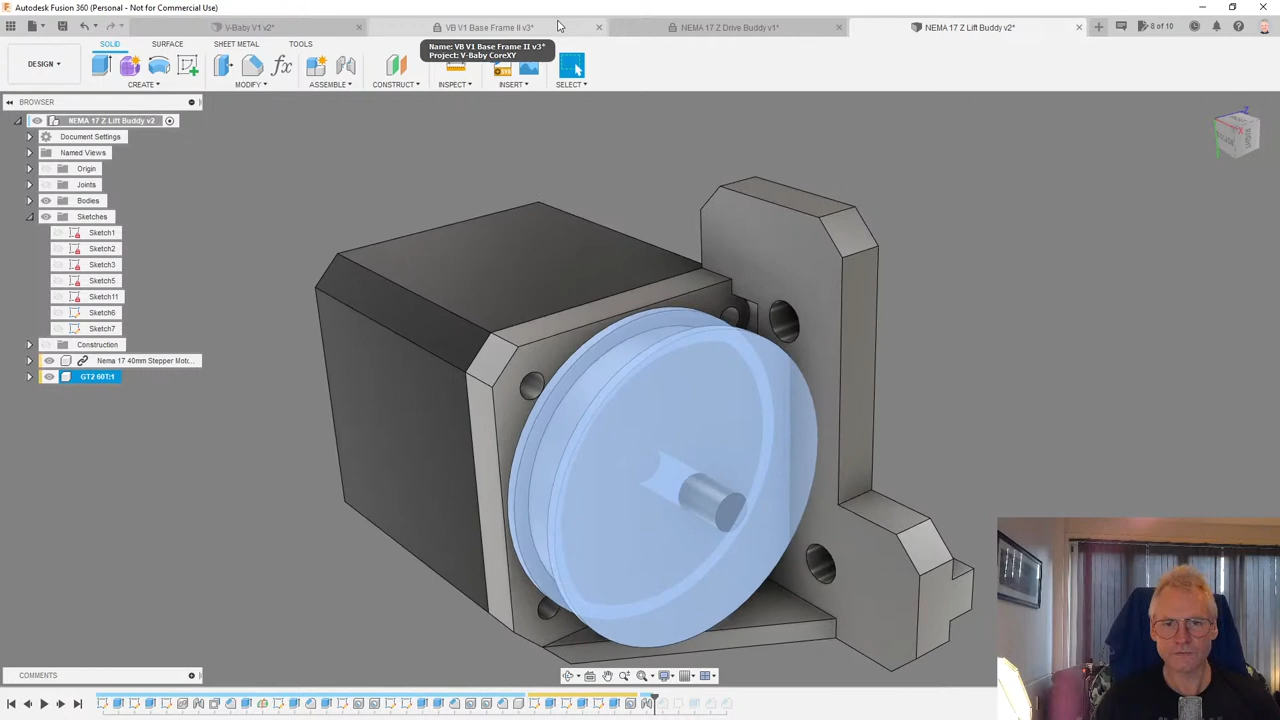 Autodesk Fusion 360 (Personal - Not for Commercial Use)
V-Baby V1 v2*
VB V1 Base Frame II v3*
NEMA 17 Z Drive Buddy v1*
NEMA 17 Z Lift Buddy v2*
8 of 10
Name: VB V1 Base Frame II v3*
Project: V-Baby CoreXY
SOLID
SURFACE
SHEET METAL
TOOLS
DESIGN
CREATE
MODIFY
ASSEMBLE
CONSTRUCT
INSPECT
INSERT
SELECT
BROWSER
NEMA 17 Z Lift Buddy v2
Document Settings
Named Views
Origin
Joints
Bodies
Sketches
Sketch1
Sketch2
Sketch3
Sketch5
Sketch11
Sketch6
Sketch7
Construction
Nema 17 40mm Stepper Mot...
GT2 60T:1
Z
X
COMMENTS